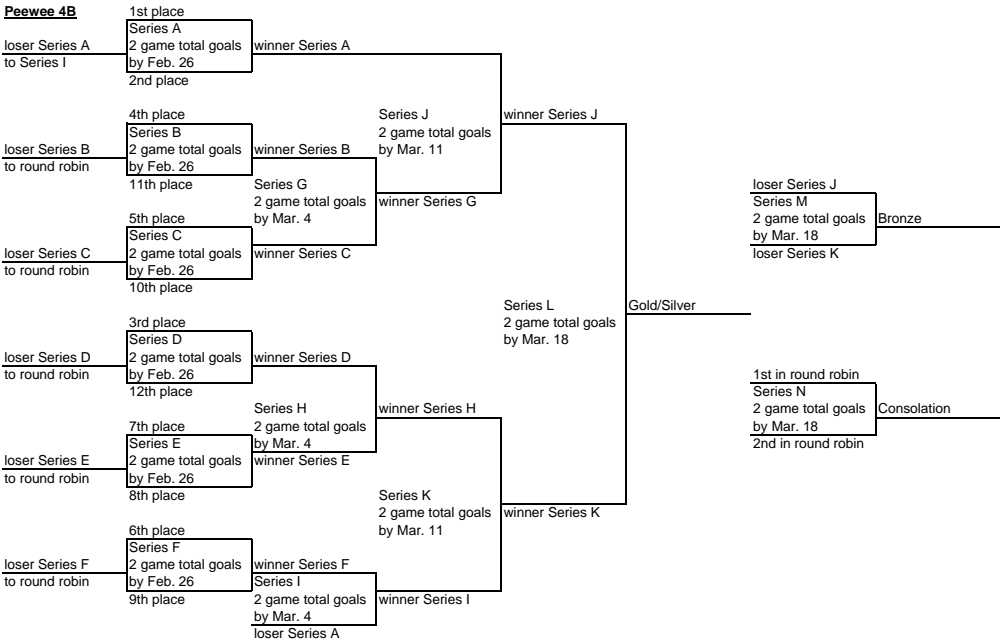 Peewee 4B
1st place
Series A
loser Series A
2 game total goals
winner Series A
to Series I
by Feb. 26
2nd place
4th place
Series B
loser Series B
2 game total goals
winner Series B
to round robin
by Feb. 26
11th place
Series G
2 game total goals
by Mar. 4
5th place
Series C
loser Series C
2 game total goals
winner Series C
to round robin
by Feb. 26
10th place
Series J
2 game total goals
by Mar. 11
winner Series G
winner Series J
3rd place
Series D
loser Series D
2 game total goals
winner Series D
to round robin
by Feb. 26
12th place
Series H
2 game total goals
by Mar. 4
7th place
Series E
loser Series E
2 game total goals
winner Series E
to round robin
by Feb. 26
8th place
winner Series H
Series K
2 game total goals
by Mar. 11
winner Series K
6th place
Series F
loser Series F
2 game total goals
winner Series F
to round robin
by Feb. 26
9th place
Series I
2 game total goals
by Mar. 4
loser Series A
winner Series I
Series L
2 game total goals
by Mar. 18
Gold/Silver
loser Series J
Series M
2 game total goals
by Mar. 18
loser Series K
Bronze
1st in round robin
Series N
2 game total goals
by Mar. 18
2nd in round robin
Consolation